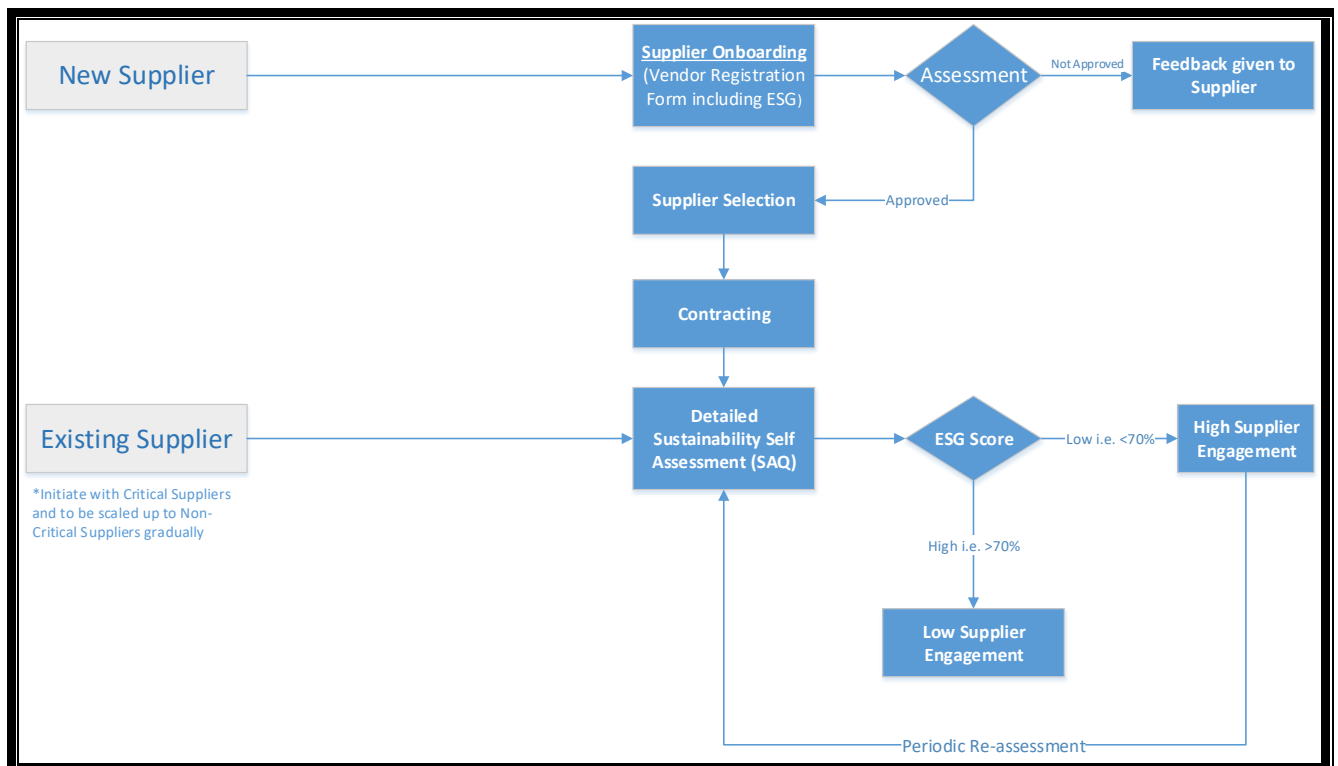 New Supplier
Supplier Onboarding
(Vendor Registration
Form including ESG)
Assessment
Not Approved
Feedback given to
Supplier
Supplier Selection
Approved
Contracting
Existing Supplier
*Initiate with Critical Suppliers
and to be scaled up to Non-
Critical Suppliers gradually
Detailed
Sustainability Self
Assessment (SAQ)
ESG Score
Low i.e. <70%
High Supplier
Engagement
High i.e. >70%
Low Supplier
Engagement
Periodic Re-assessment